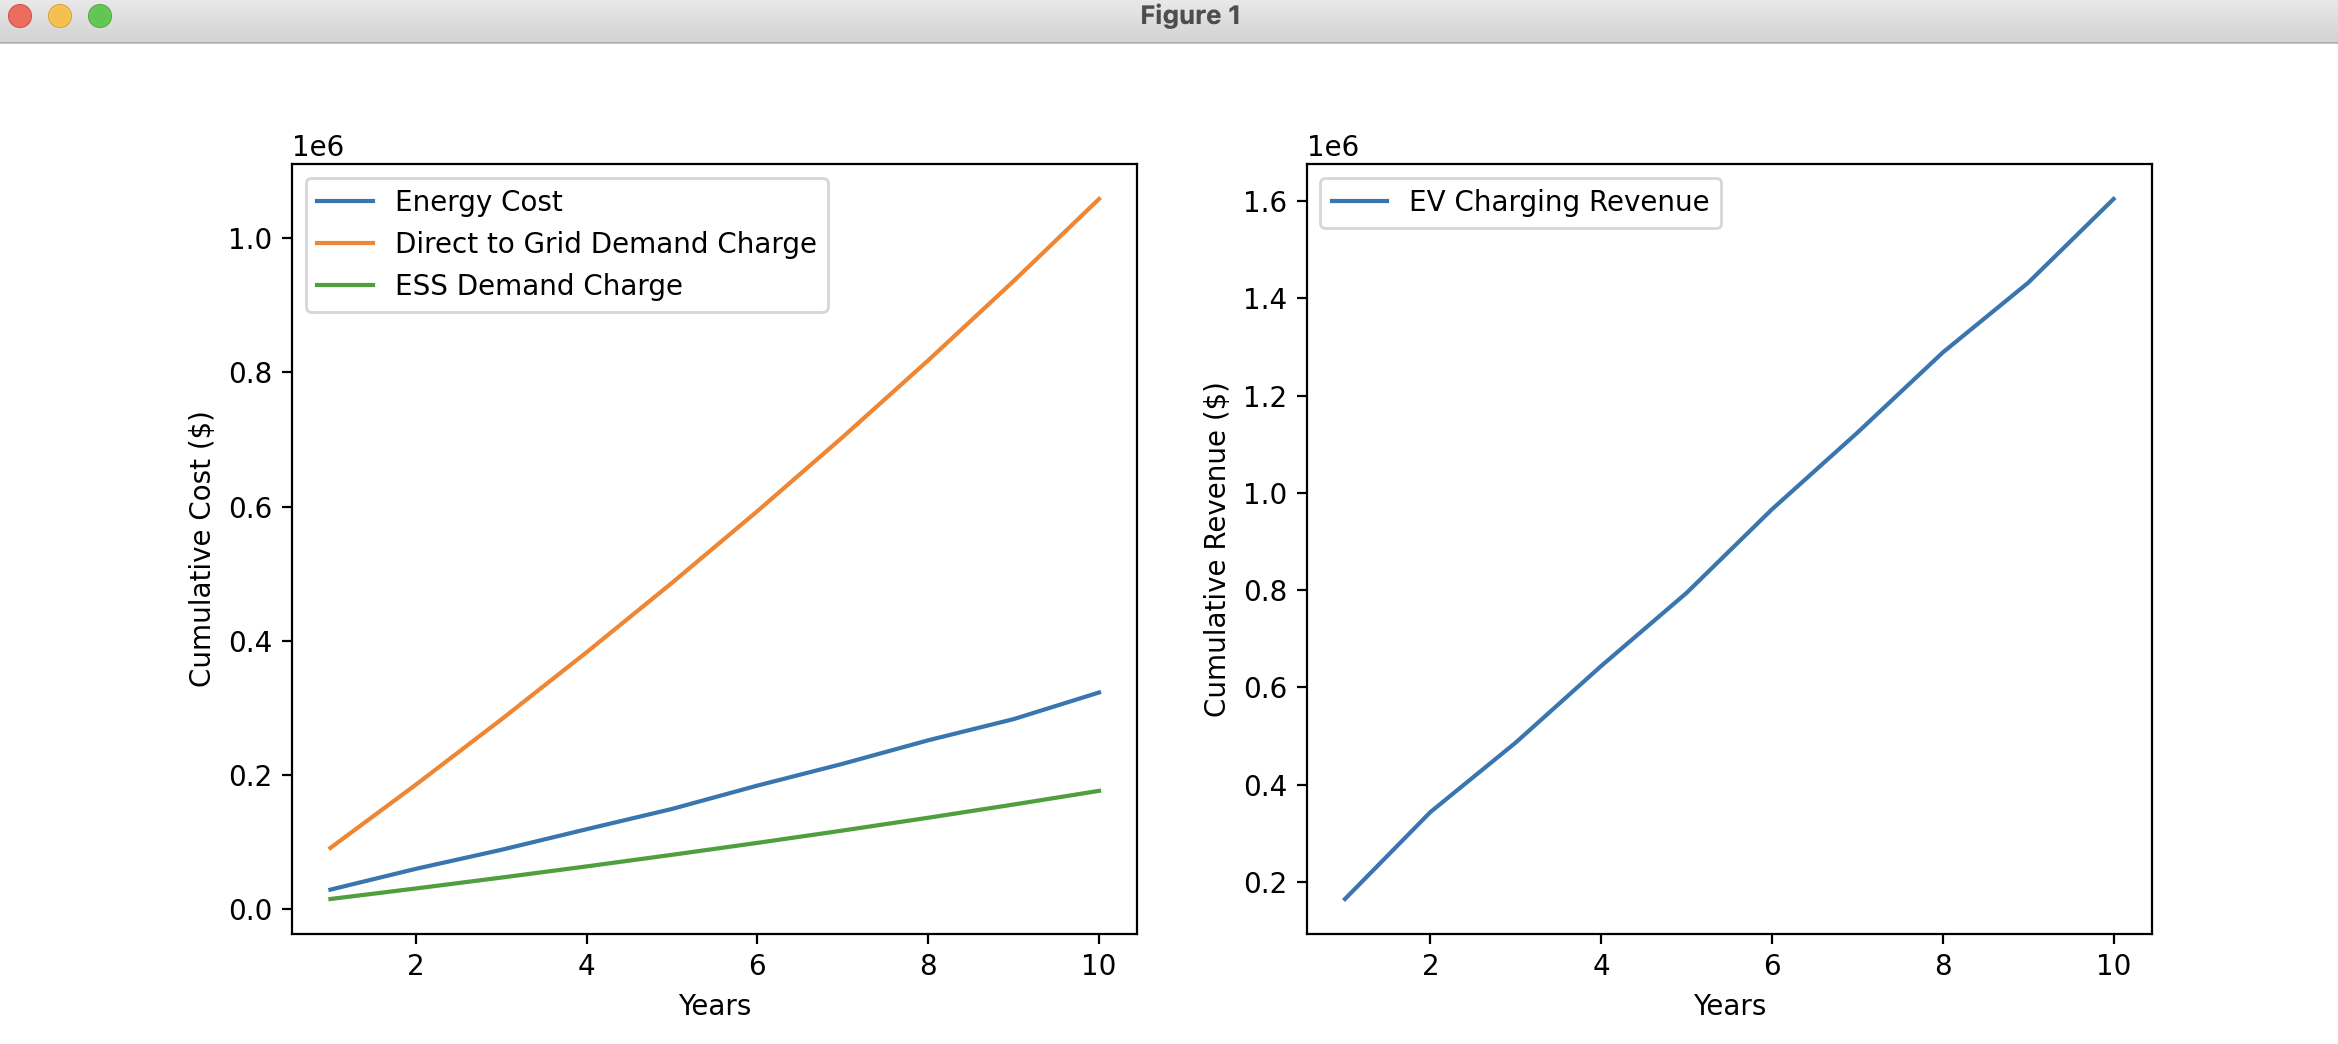 Figure 1
1e6
Energy Cost
Direct to Grid Demand Charge
ESS Demand Charge
1.0
0.8
0.6
0.4
0.2
0.0
Cumulative Cost ($)
2 4 6 8 10
Years
1e6
EV Charging Revenue
1.6
1.4
1.2
1.0
0.8
0.6
0.4
0.2
Cumulative Revenue ($)
2 4 6 8 10
Years